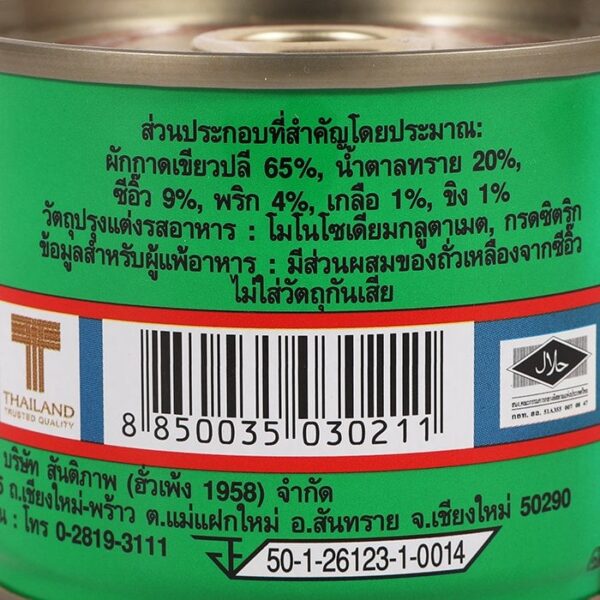 ส่วนประกอบที่สำคัญโดยประมาณ:
ผักกาดเขียวปลี 65%, น้ำตาลทราย 20%,
ซีอิ๊ว 9%, พริก 4%, เกลือ 1%, ขิง 1%
วัตถุปรุงแต่งรสอาหาร : โมโนโซเดียมกลูตาเมต, กรดซิตริก
ข้อมูลสำหรับผู้แพ้อาหาร : มีส่วนผสมของถั่วเหลืองจากซีอิ๊ว
ไม่ใส่วัตถุกันเสีย
THAILAND
TRUSTED QUALITY
8 850035 030211
حلال
บริษัท สันติภาพ (ฮั่วเพ้ง 1958) จำกัด
ถ.เชียงใหม่-พร้าว ต.แม่แฝกใหม่ อ.สันทราย จ.เชียงใหม่ 50290
: โทร 0-2819-3111
50-1-26123-1-0014